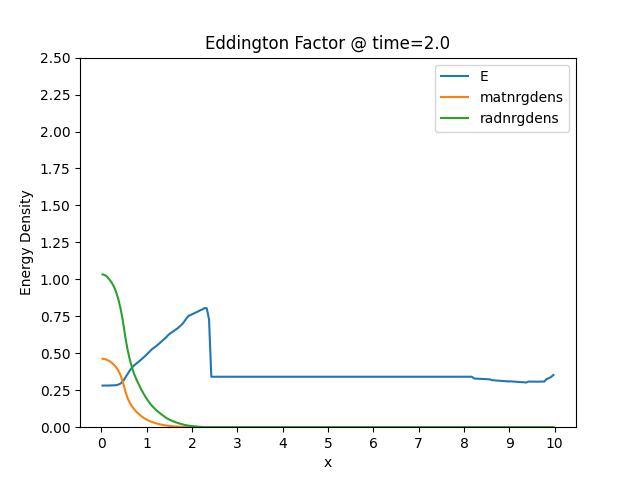 Eddington Factor @ time=2.0
E
matnrgdens
radnrgdens
Energy Density
2.50
2.25
2.00
1.75
1.50
1.25
1.00
0.75
0.50
0.25
0.00
0 1 2 3 4 5 6 7 8 9 10
x